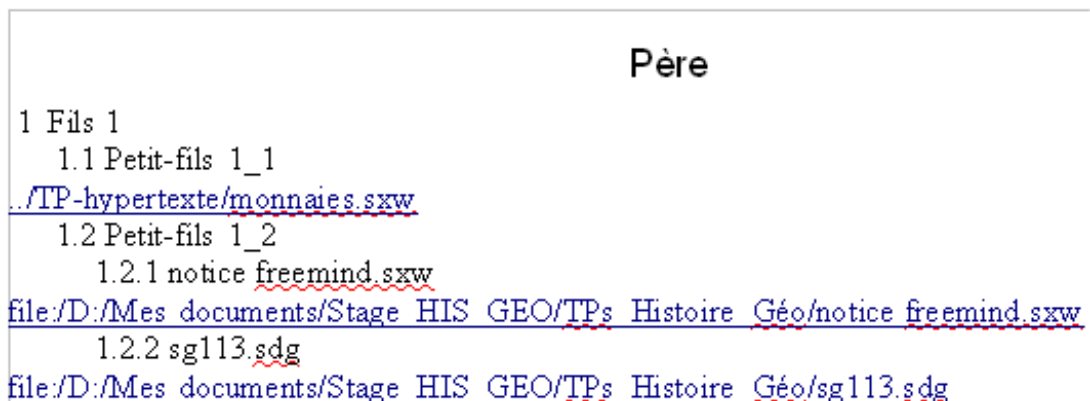 Père
1 Fils 1
1.1 Petit-fils 1_1
../TP-hypertexte/monnaies.sxw
1.2 Petit-fils 1_2
1.2.1 notice freemind.sxw
file:/D:/Mes documents/Stage HIS GEO/TPs Histoire Géo/notice freemind.sxw
1.2.2 sg113.sdg
file:/D:/Mes documents/Stage HIS GEO/TPs Histoire Géo/sg113.sdg